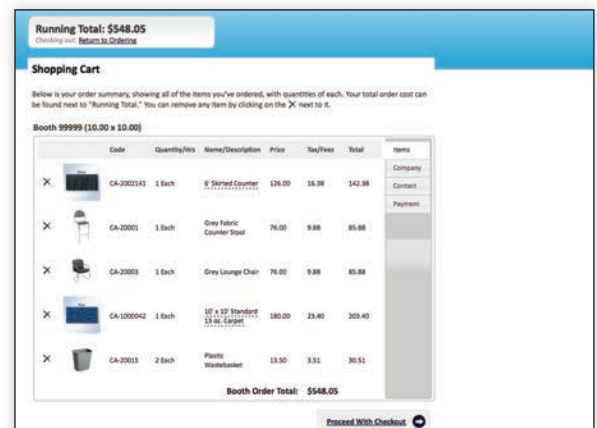 Running Total: $548.05
Checking out. Return to Ordering
Shopping Cart
Below is your order summary, showing all of the items you've ordered, with quantities of each. Your total order cost can
be found next to "Running Total." You can remove any item by clicking on the X next to it.
Booth 99999 (10.00 x 10.00)
Code Quantity/Hrs Name/Description Price Tax/Fees Total Items
Company
Contact
Payment
X CA-2002141 1 Each 6' Skirted Counter 126.00 16.38 142.38
X CA-20001 1 Each Grey Fabric
Counter Stool 76.00 9.88 85.88
X CA-20003 1 Each Grey Lounge Chair 76.00 9.88 85.88
X CA-1000042 1 Each 10' x 10' Standard
13 oz. Carpet 180.00 23.40 203.40
X CA-20015 2 Each Plastic
Wastebasket 13.50 3.51 30.51
Booth Order Total: $548.05
Proceed With Checkout